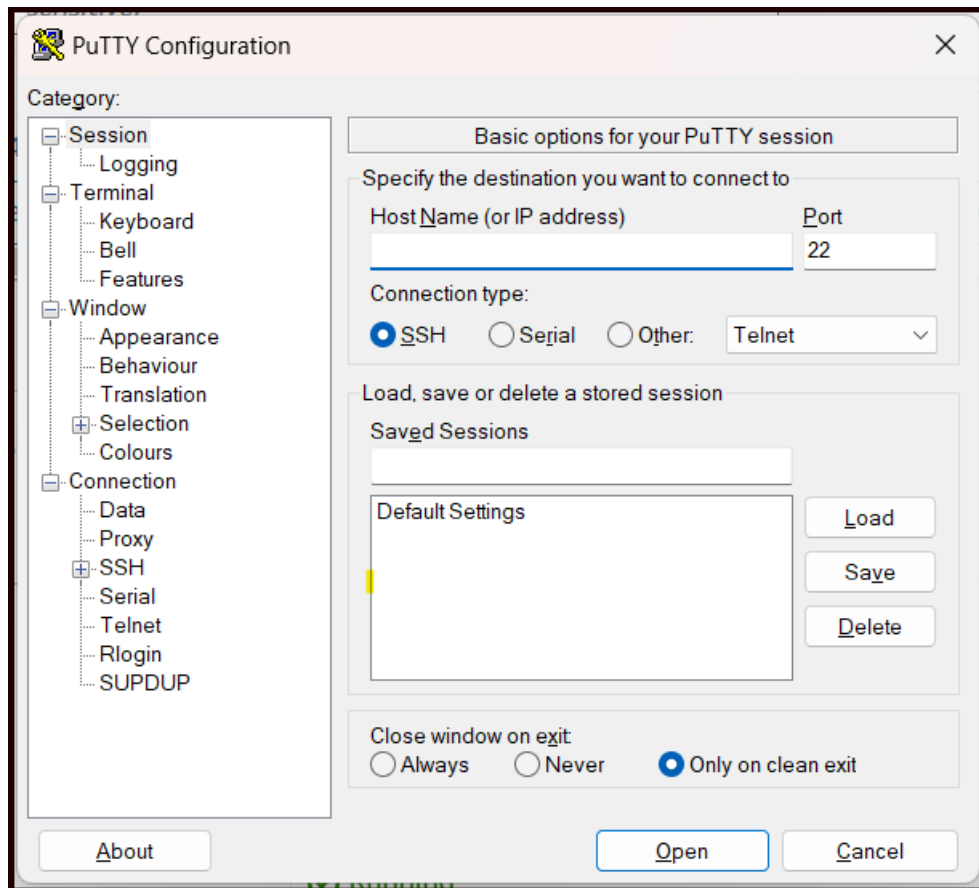 PuTTY Configuration
Category:
Session
Logging
Terminal
Keyboard
Bell
Features
Window
Appearance
Behaviour
Translation
Selection
Colours
Connection
Data
Proxy
SSH
Serial
Telnet
Rlogin
SUPDUP
Basic options for your PuTTY session
Specify the destination you want to connect to
Host Name (or IP address) Port
22
Connection type:
SSH Serial Other: Telnet
Load, save or delete a stored session
Saved Sessions
Default Settings
Load
Save
Delete
Close window on exit:
Always Never Only on clean exit
About Open Cancel